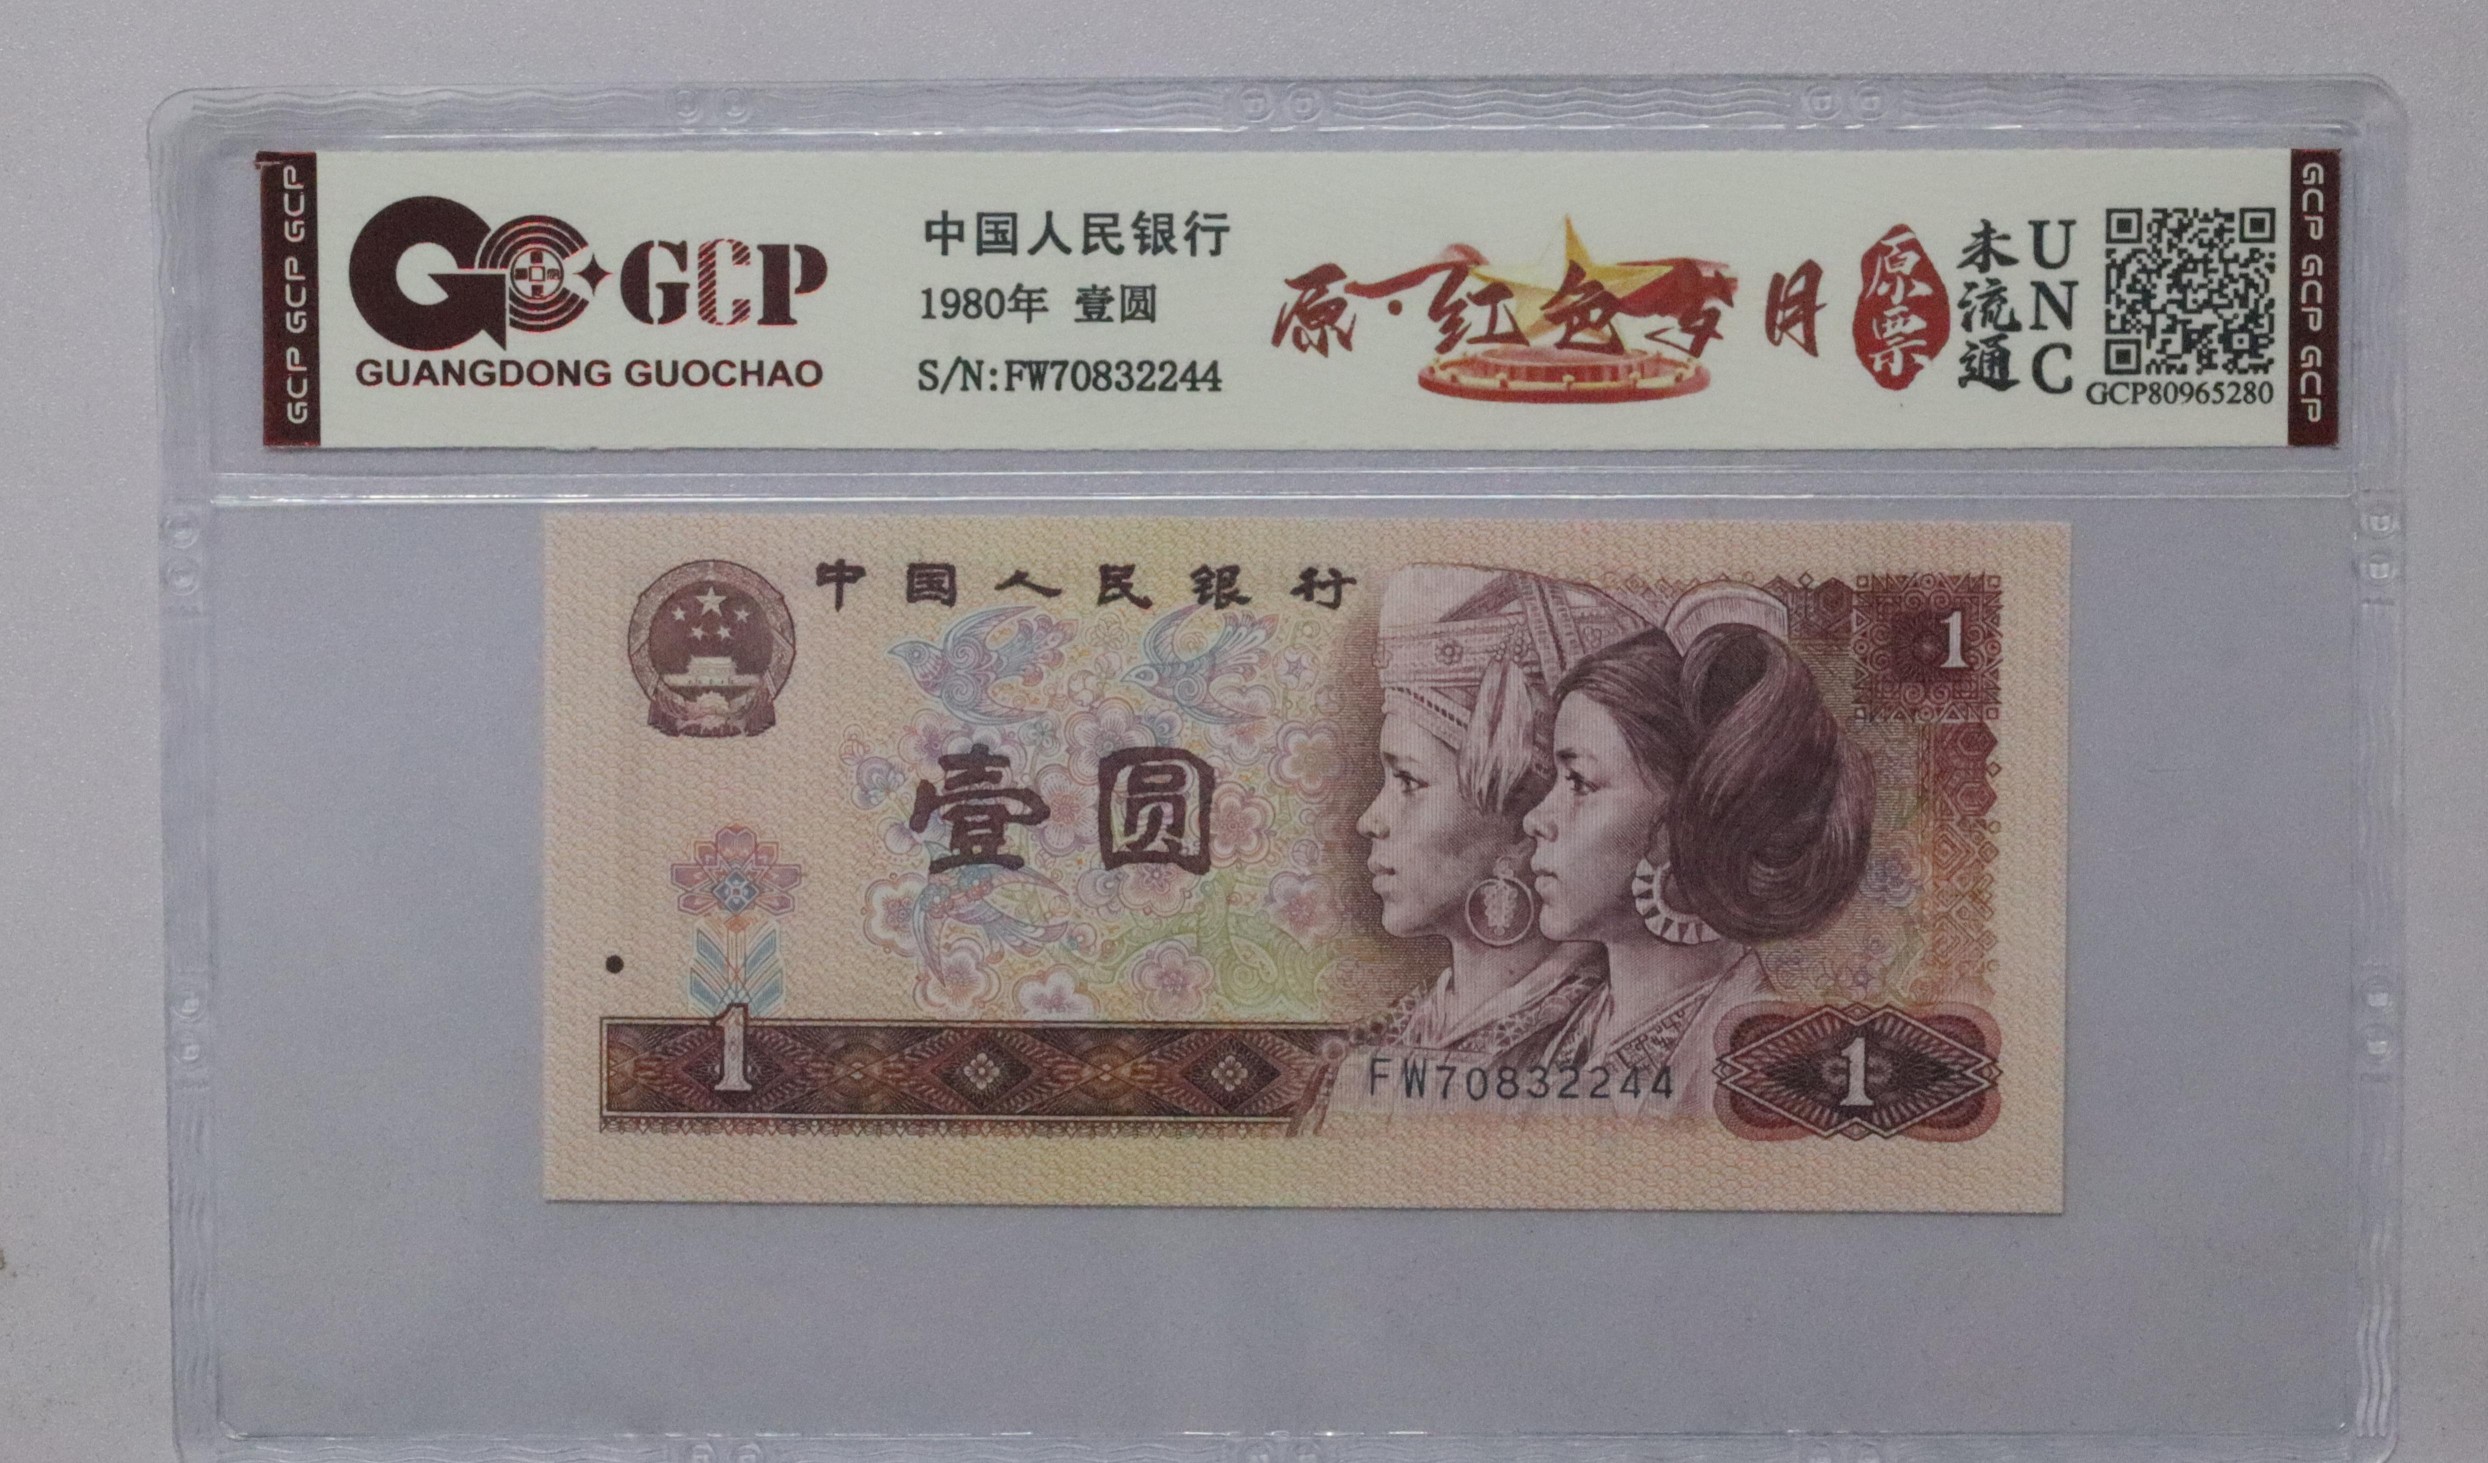 GCP GCP GCP
GCP
GUANGDONG GUOCHAO
中国人民银行
1980年 壹圆
S/N:FW70832244
原·红色岁月
原票
未流通
UNC
GCP80965280
GCP GCP GCP
中国人民银行
1
壹圆
1
FW70832244
1